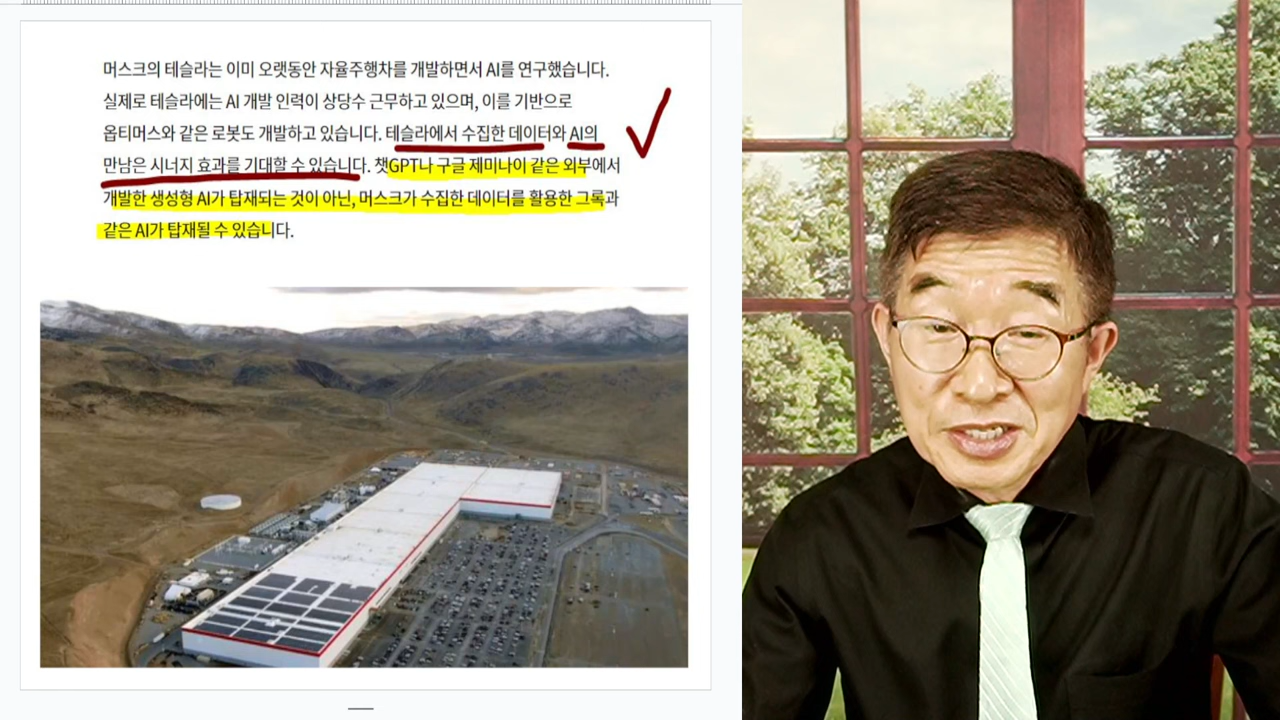 머스크의 테슬라는 이미 오랫동안 자율주행차를 개발하면서 AI를 연구했습니다.
실제로 테슬라에는 AI 개발 인력이 상당수 근무하고 있으며, 이를 기반으로
옵티머스와 같은 로봇도 개발하고 있습니다. 테슬라에서 수집한 데이터와 AI의
만남은 시너지 효과를 기대할 수 있습니다. 챗GPT나 구글 제미나이 같은 외부에서
개발한 생성형 AI가 탑재되는 것이 아닌, 머스크가 수집한 데이터를 활용한 그록과
같은 AI가 탑재될 수 있습니다.